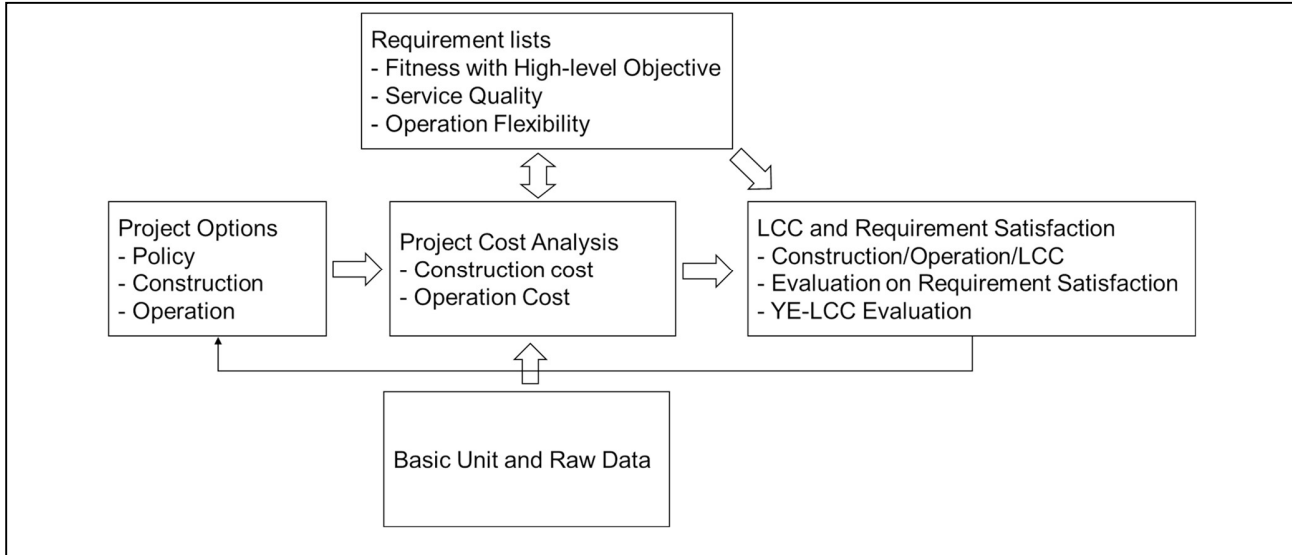 Requirement lists
- Fitness with High-level Objective
- Service Quality
- Operation Flexibility
Project Options
- Policy
- Construction
- Operation
Project Cost Analysis
- Construction cost
- Operation Cost
LCC and Requirement Satisfaction
- Construction/Operation/LCC
- Evaluation on Requirement Satisfaction
- YE-LCC Evaluation
Basic Unit and Raw Data